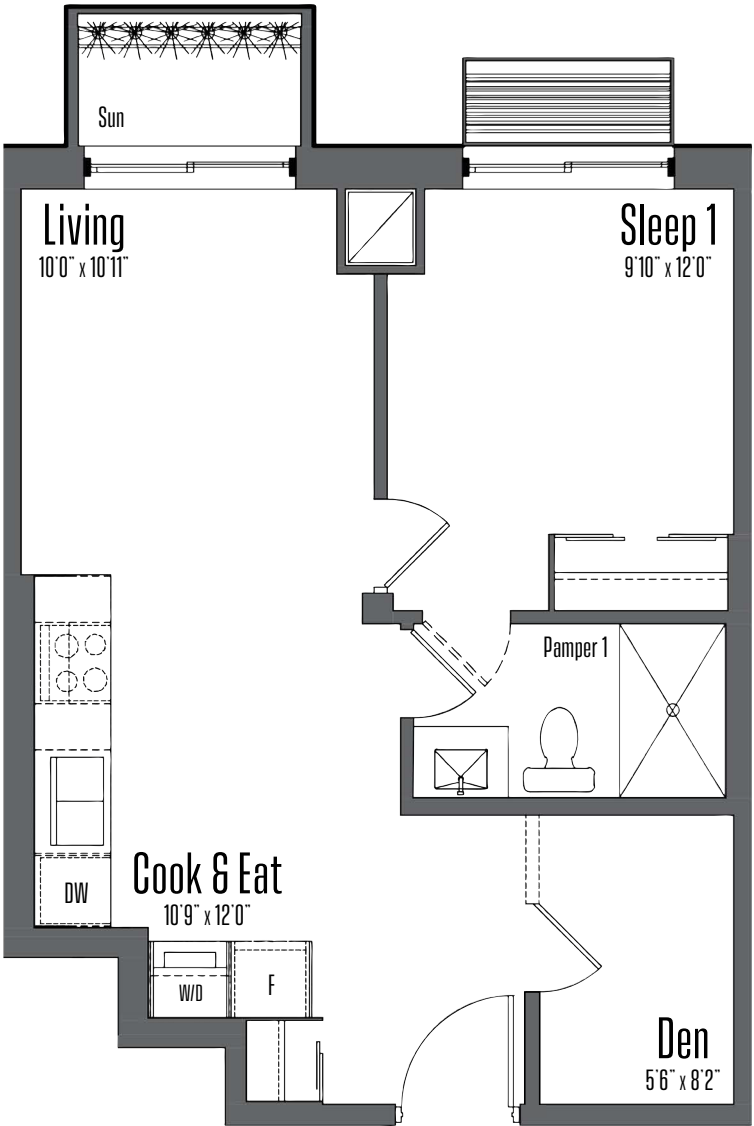 Sun
Living
10'0" x 10'11"
Sleep 1
9'10" x 12'0"
Pamper 1
DW
Cook & Eat
10'9" x 12'0"
W/D
F
Den
5'6" x 8'2"